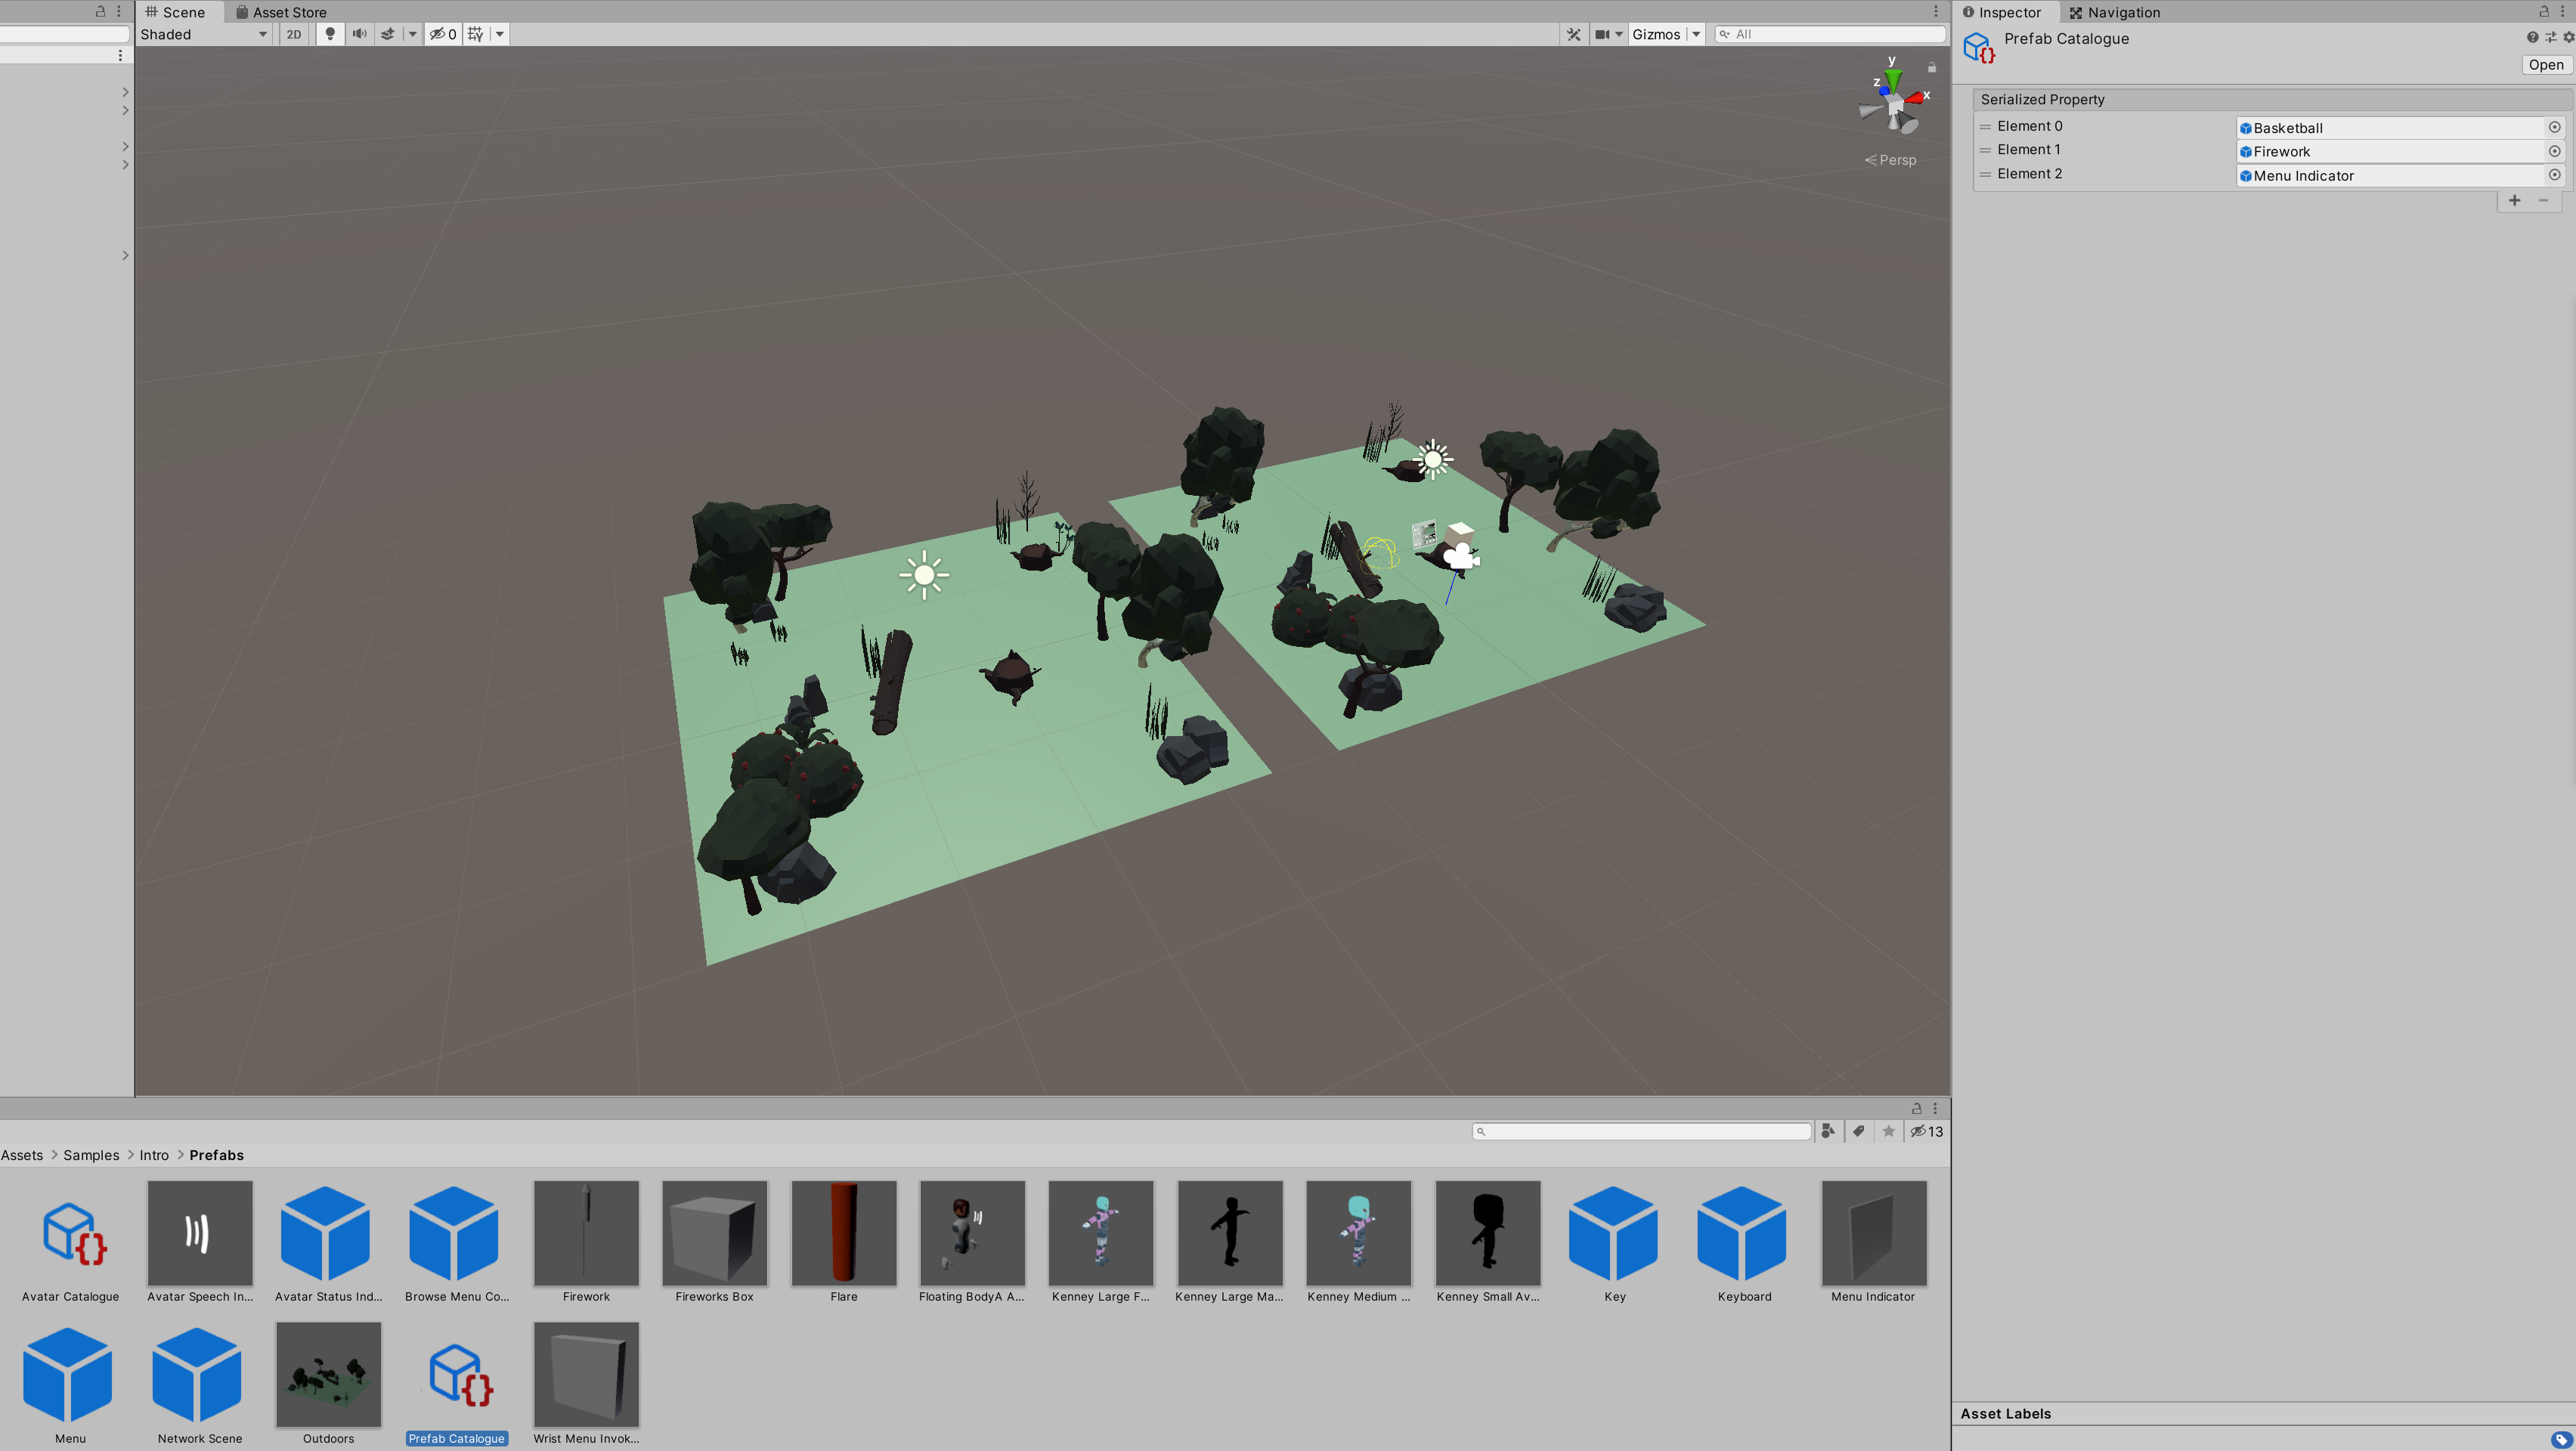 Scene
Asset Store
Shaded
2D
0
Gizmos
All
y
z
x
Persp
Inspector
Navigation
Prefab Catalogue
Open
Serialized Property
Element 0
Basketball
Element 1
Firework
Element 2
Menu Indicator
13
Assets > Samples > Intro > Prefabs
Avatar Catalogue
Avatar Speech In...
Avatar Status Ind...
Browse Menu Co...
Firework
Fireworks Box
Flare
Floating BodyA A...
Kenney Large F...
Kenney Large Ma...
Kenney Medium ...
Kenney Small Av...
Key
Keyboard
Menu Indicator
Menu
Network Scene
Outdoors
Prefab Catalogue
Wrist Menu Invok...
Asset Labels